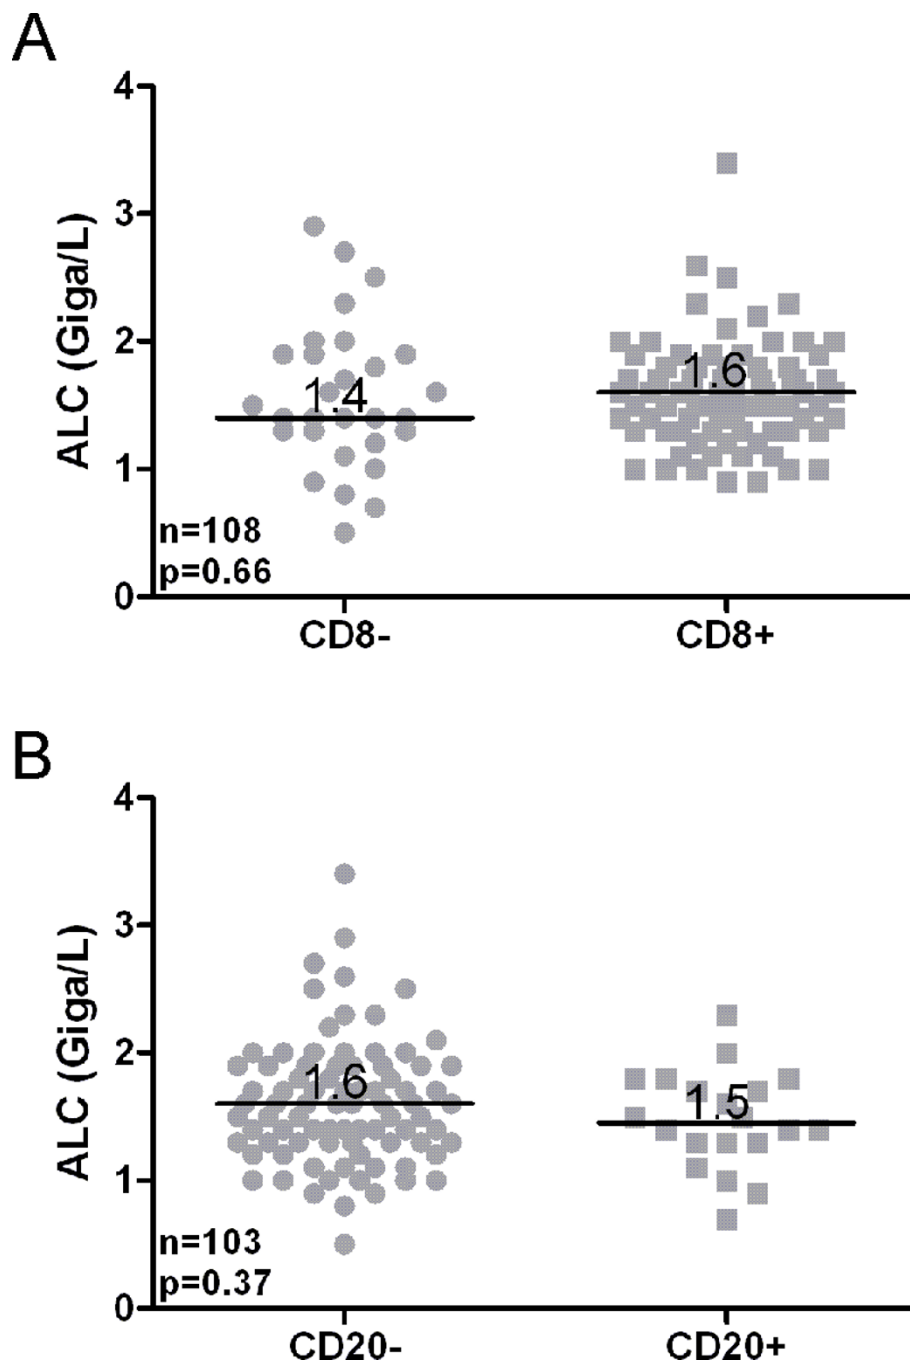 A
ALC (Giga/L)
4
3
2
1
0
1.4
1.6
n=108
p=0.66
CD8-
CD8+
B
ALC (Giga/L)
4
3
2
1
0
1.6
1.5
n=103
p=0.37
CD20-
CD20+